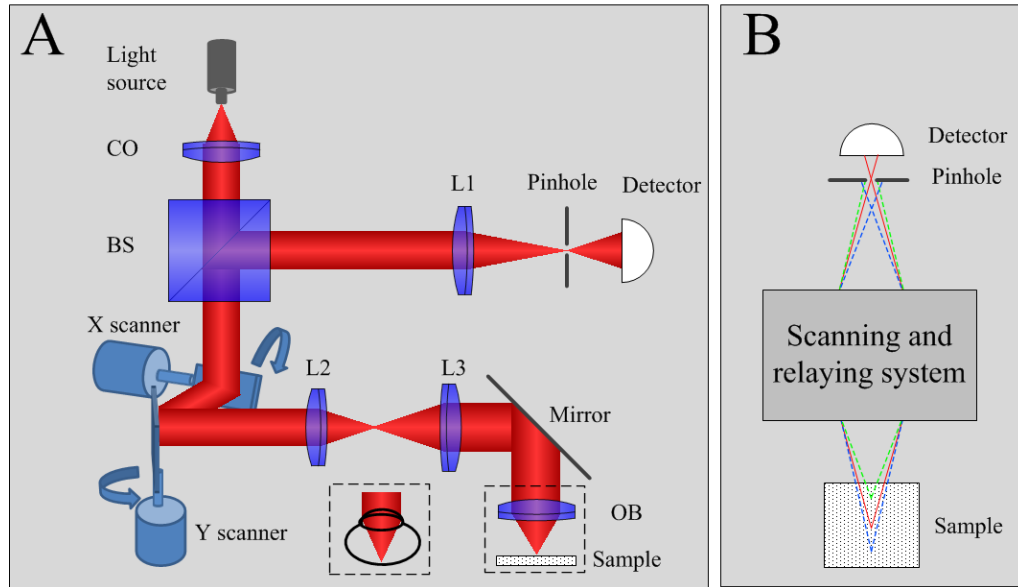 A
Light
source
CO
BS
L1
Pinhole
Detector
X scanner
L2
L3
Mirror
Y scanner
OB
Sample
B
Detector
Pinhole
Scanning and
relaying system
Sample